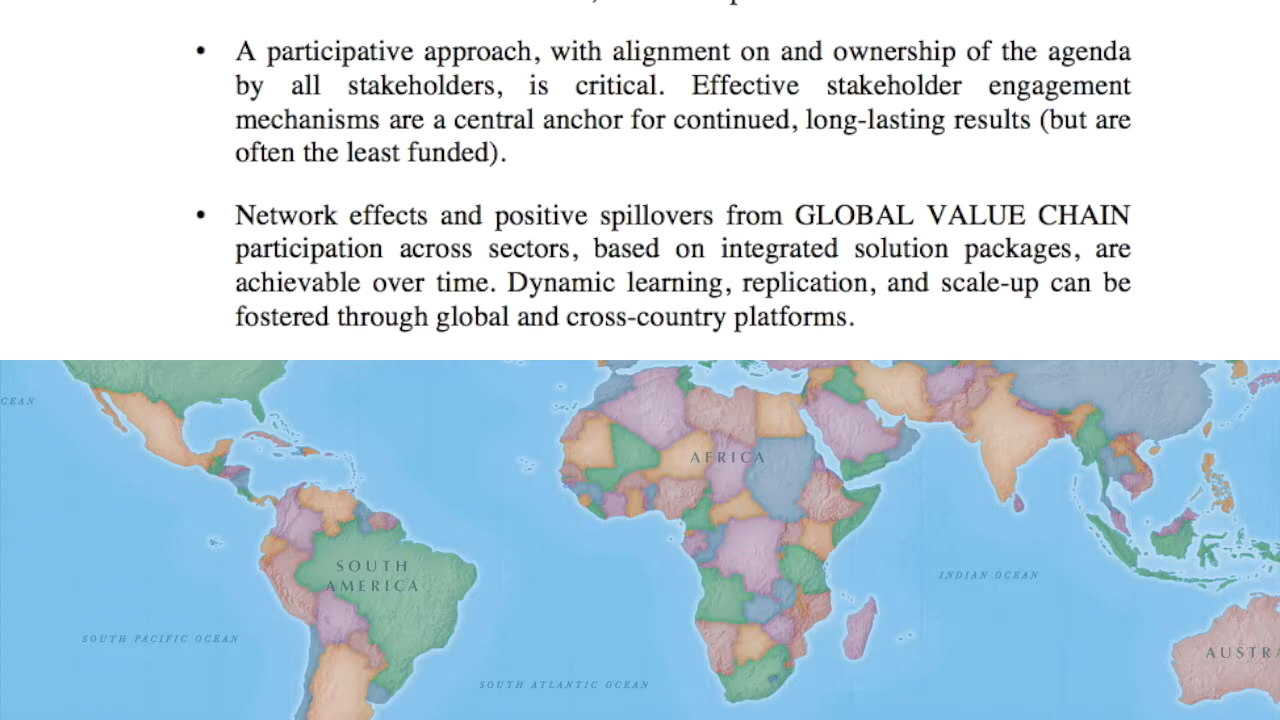 • A participative approach, with alignment on and ownership of the agenda
by all stakeholders, is critical. Effective stakeholder engagement
mechanisms are a central anchor for continued, long-lasting results (but are
often the least funded).
• Network effects and positive spillovers from GLOBAL VALUE CHAIN
participation across sectors, based on integrated solution packages, are
achievable over time. Dynamic learning, replication, and scale-up can be
fostered through global and cross-country platforms.
CEAN
AFRICA
SOUTH
AMERICA
INDIAN OCEAN
SOUTH PACIFIC OCEAN
AUSTRA
SOUTH ATLANTIC OCEAN